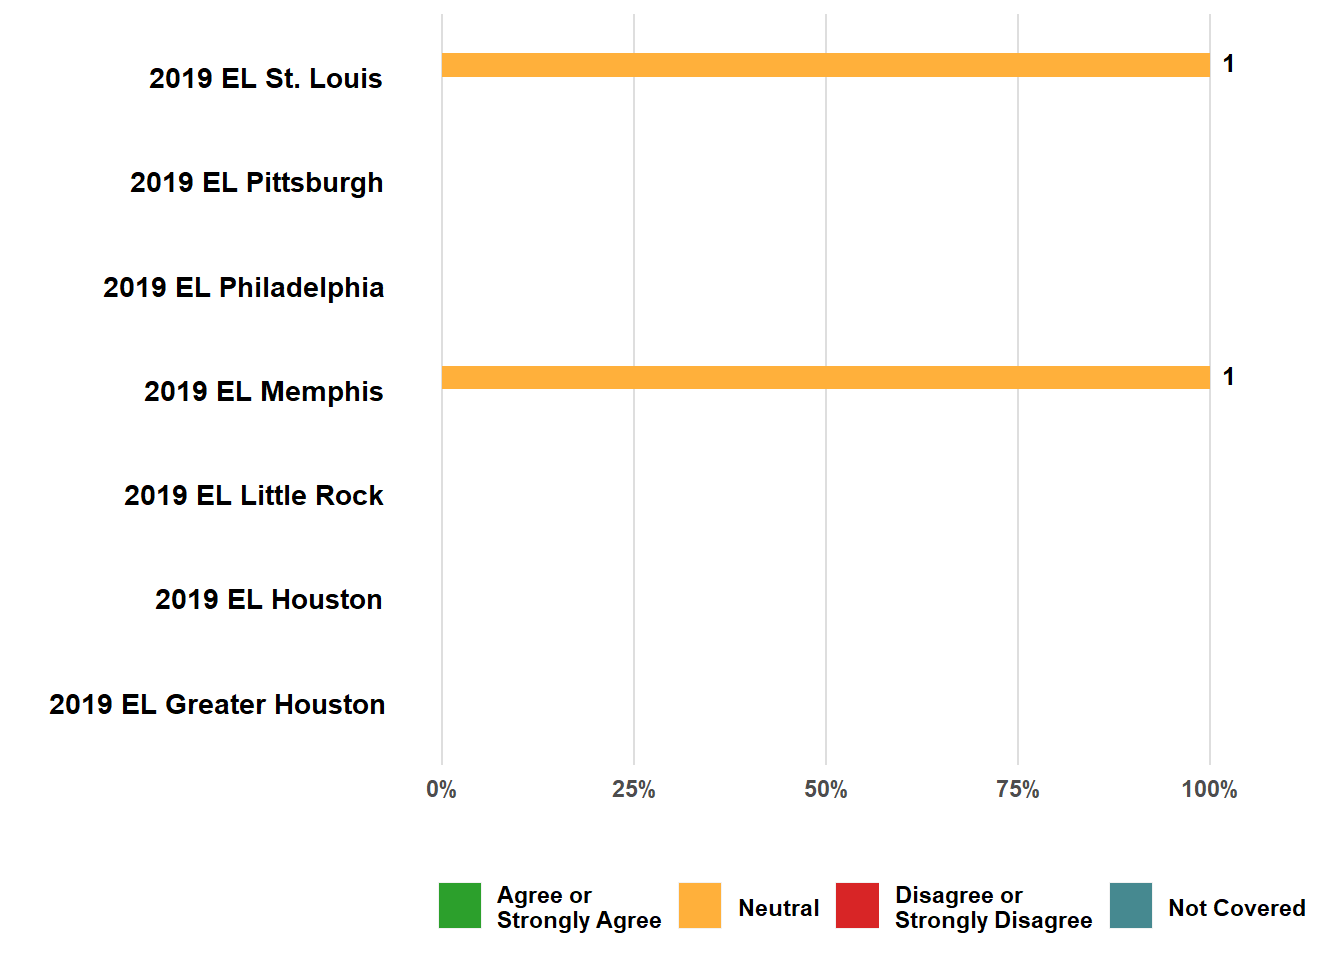 2019 EL St. Louis 1
2019 EL Pittsburgh
2019 EL Philadelphia
2019 EL Memphis 1
2019 EL Little Rock
2019 EL Houston
2019 EL Greater Houston
0% 25% 50% 75% 100%
Agree or
Strongly Agree
Neutral
Disagree or
Strongly Disagree
Not Covered